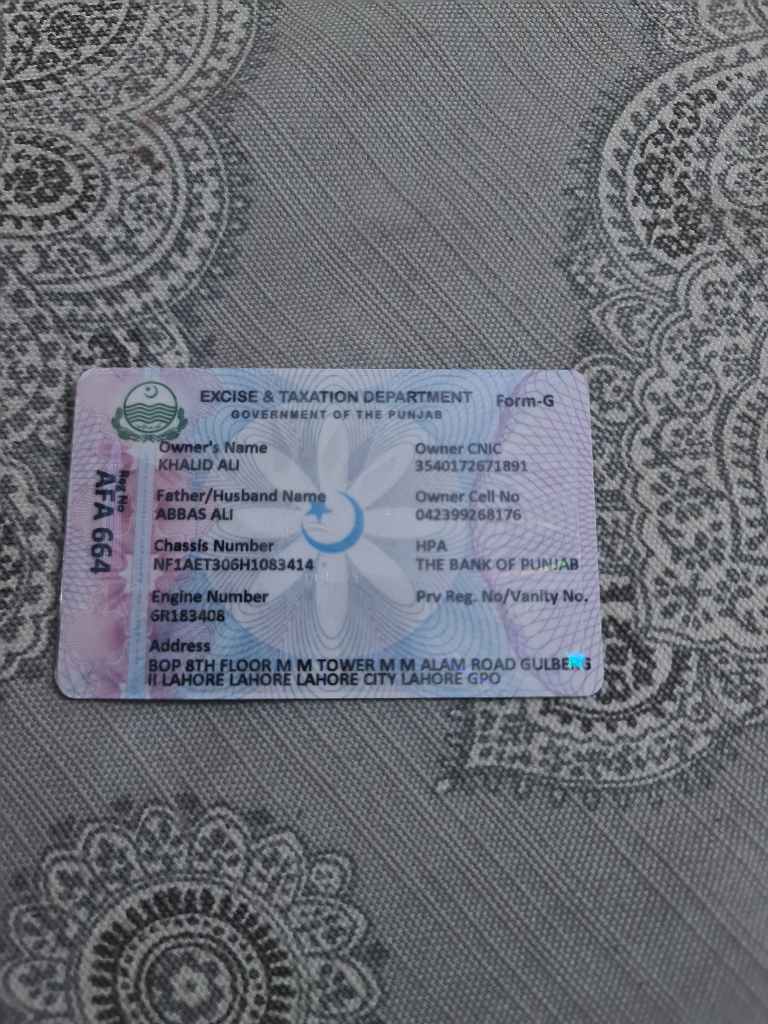 EXCISE & TAXATION DEPARTMENT
Form-G
GOVERNMENT OF THE PUNJAB
Reg No
AFA 664
Owner's Name
KHALID ALI
Owner CNIC
3540172671891
Father/Husband Name
ABBAS ALI
Owner Cell No
042399268176
Chassis Number
NF1AET306H1083414
HPA
THE BANK OF PUNJAB
Engine Number
6R183408
Prv Reg. No/Vanity No.
Address
BOP 8TH FLOOR M M TOWER M M ALAM ROAD GULBERG
II LAHORE LAHORE LAHORE CITY LAHORE GPO